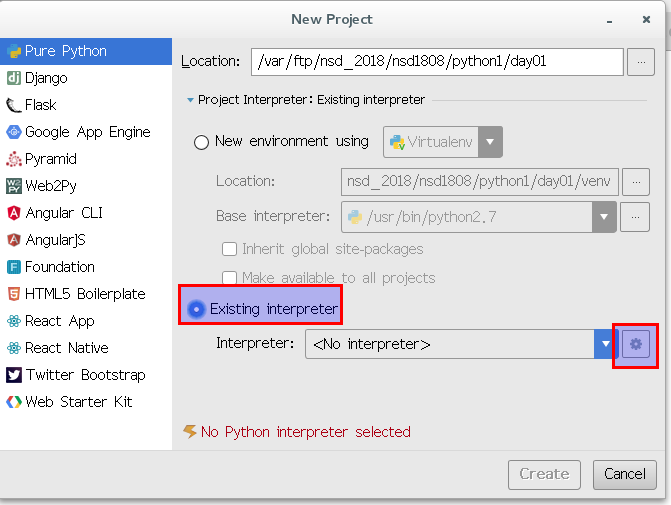 New Project
Pure Python
Django
Flask
Google App Engine
Pyramid
Web2Py
Angular CLI
AngularJS
Foundation
HTML5 Boilerplate
React App
React Native
Twitter Bootstrap
Web Starter Kit
Location: /var/ftp/nsd_2018/nsd1808/python1/day01 ...
Project Interpreter: Existing interpreter
New environment using Virtualenv
Location: nsd_2018/nsd1808/python1/day01/venv ...
Base interpreter: /usr/bin/python2.7 ...
Inherit global site-packages
Make available to all projects
Existing interpreter
Interpreter: <No interpreter>
No Python interpreter selected
Create Cancel